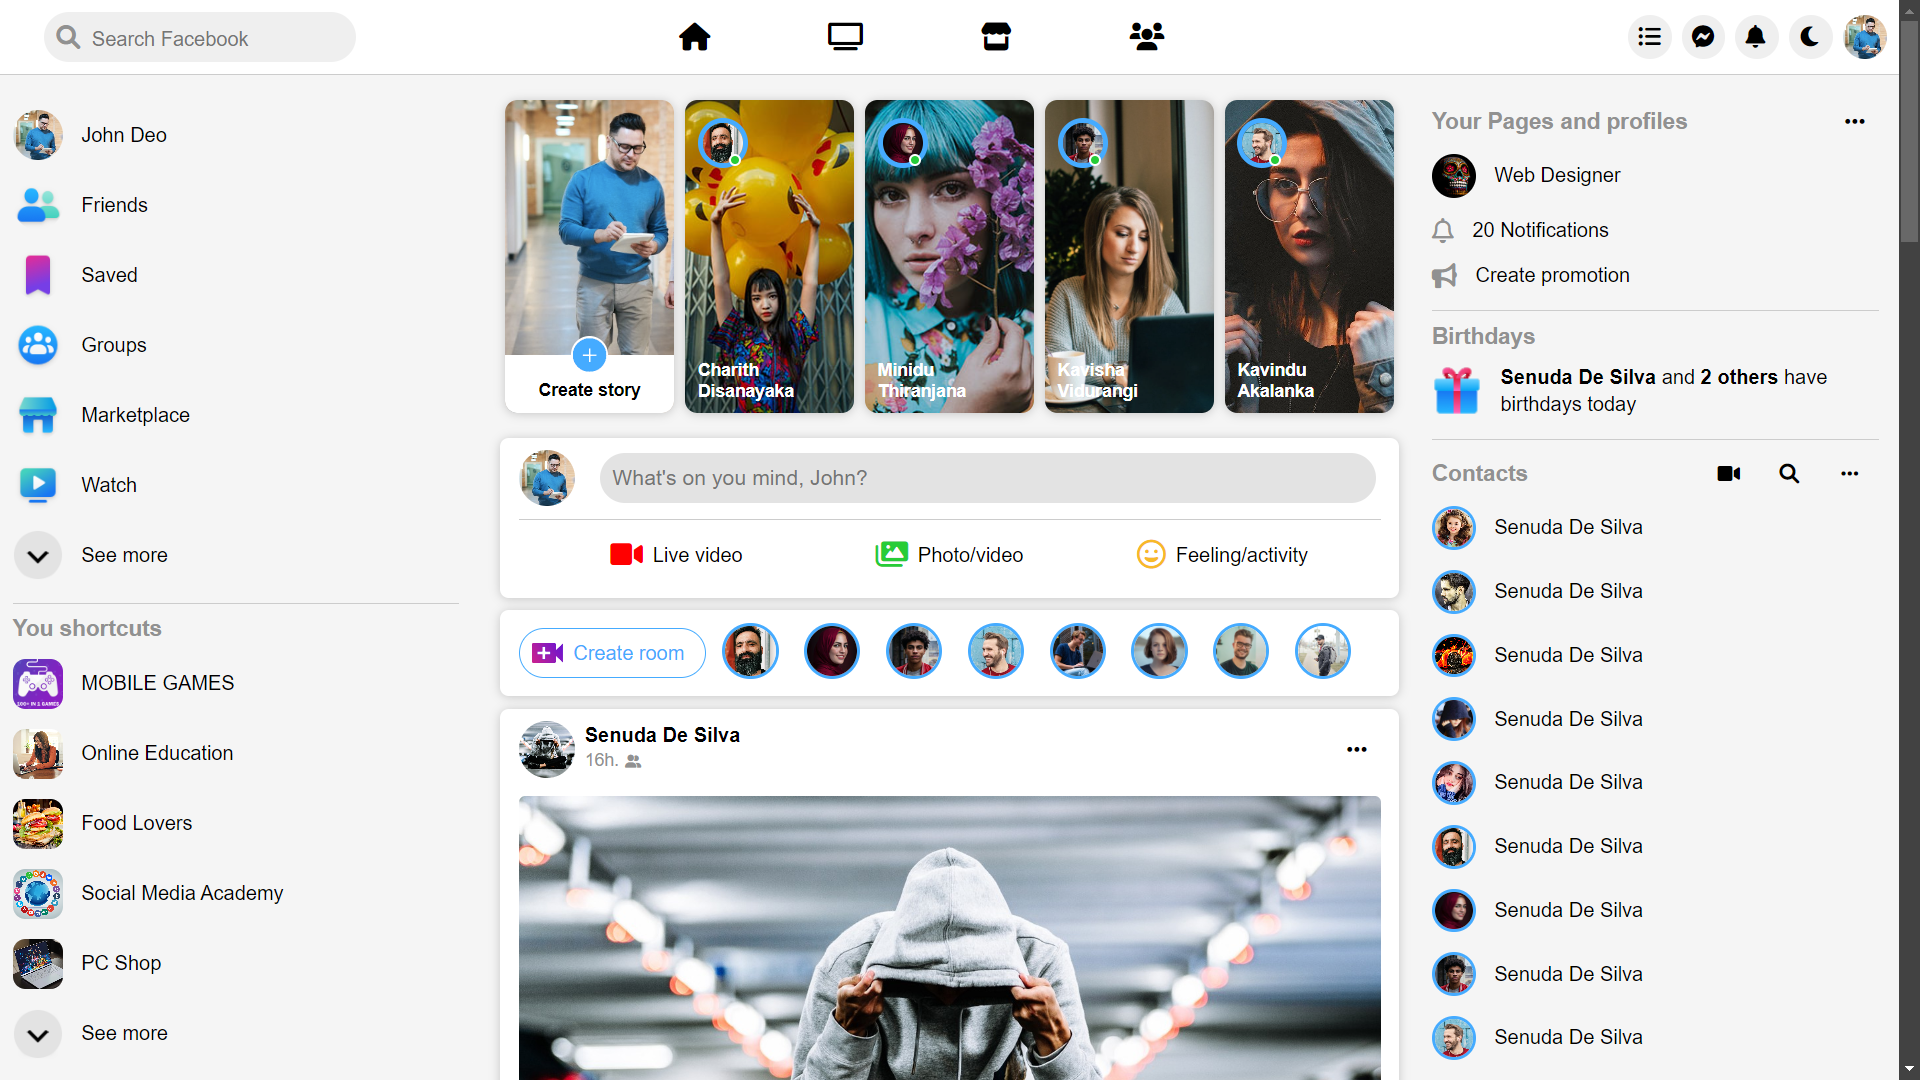 Search Facebook
John Deo
Friends
Saved
Groups
Marketplace
Watch
See more
You shortcuts
MOBILE GAMES
100+ IN 1 GAMES
Online Education
Food Lovers
Social Media Academy
PC Shop
See more
Create story
Charith
Disanayaka
Minidu
Thiranjana
Kavisha
Vidurangi
Kavindu
Akalanka
What's on you mind, John?
Live video
Photo/video
Feeling/activity
Create room
Senuda De Silva
16h.
Your Pages and profiles
Web Designer
20 Notifications
Create promotion
Birthdays
Senuda De Silva and 2 others have
birthdays today
Contacts
Senuda De Silva
Senuda De Silva
Senuda De Silva
Senuda De Silva
Senuda De Silva
Senuda De Silva
Senuda De Silva
Senuda De Silva
Senuda De Silva